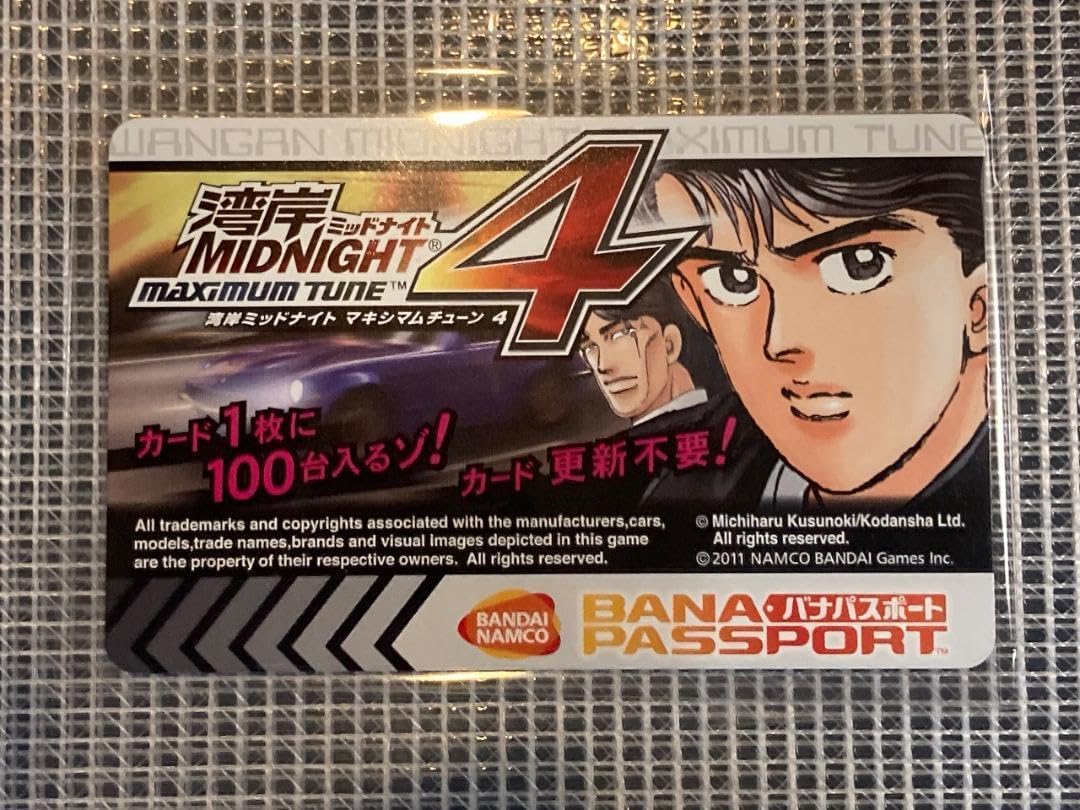 WANGAN MIDNIGHT MAXIMUM TUNE
湾岸ミッドナイト
MIDNIGHT®
MAXIMUM TUNE™
4
湾岸ミッドナイト マキシマムチューン 4
カード1枚に
100台入るゾ!
カード 更新不要!
All trademarks and copyrights associated with the manufacturers,cars,
models,trade names,brands and visual images depicted in this game
are the property of their respective owners. All rights reserved.
© Michiharu Kusunoki/Kodansha Ltd.
All rights reserved.
©2011 NAMCO BANDAI Games Inc.
BANDAI
NAMCO
BANA・バナパスポート
PASSPORT™